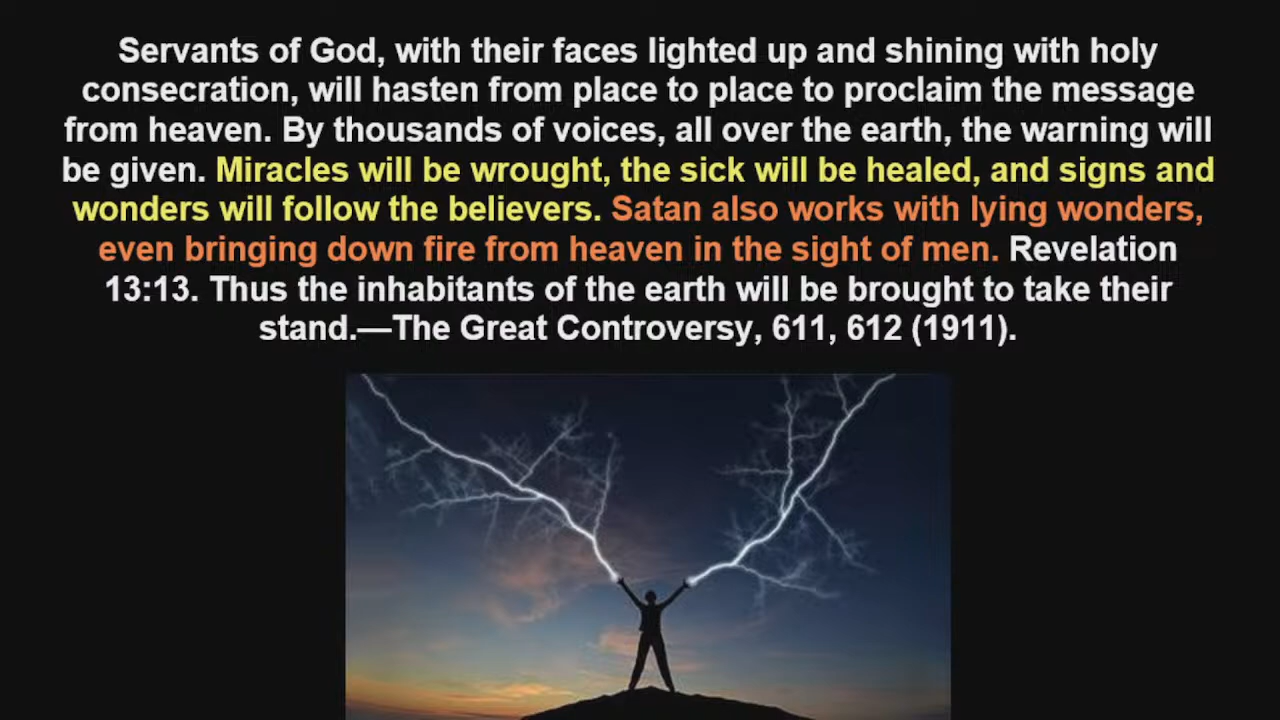 Servants of God, with their faces lighted up and shining with holy
consecration, will hasten from place to place to proclaim the message
from heaven. By thousands of voices, all over the earth, the warning will
be given. Miracles will be wrought, the sick will be healed, and signs and
wonders will follow the believers. Satan also works with lying wonders,
even bringing down fire from heaven in the sight of men. Revelation
13:13. Thus the inhabitants of the earth will be brought to take their
stand.—The Great Controversy, 611, 612 (1911).